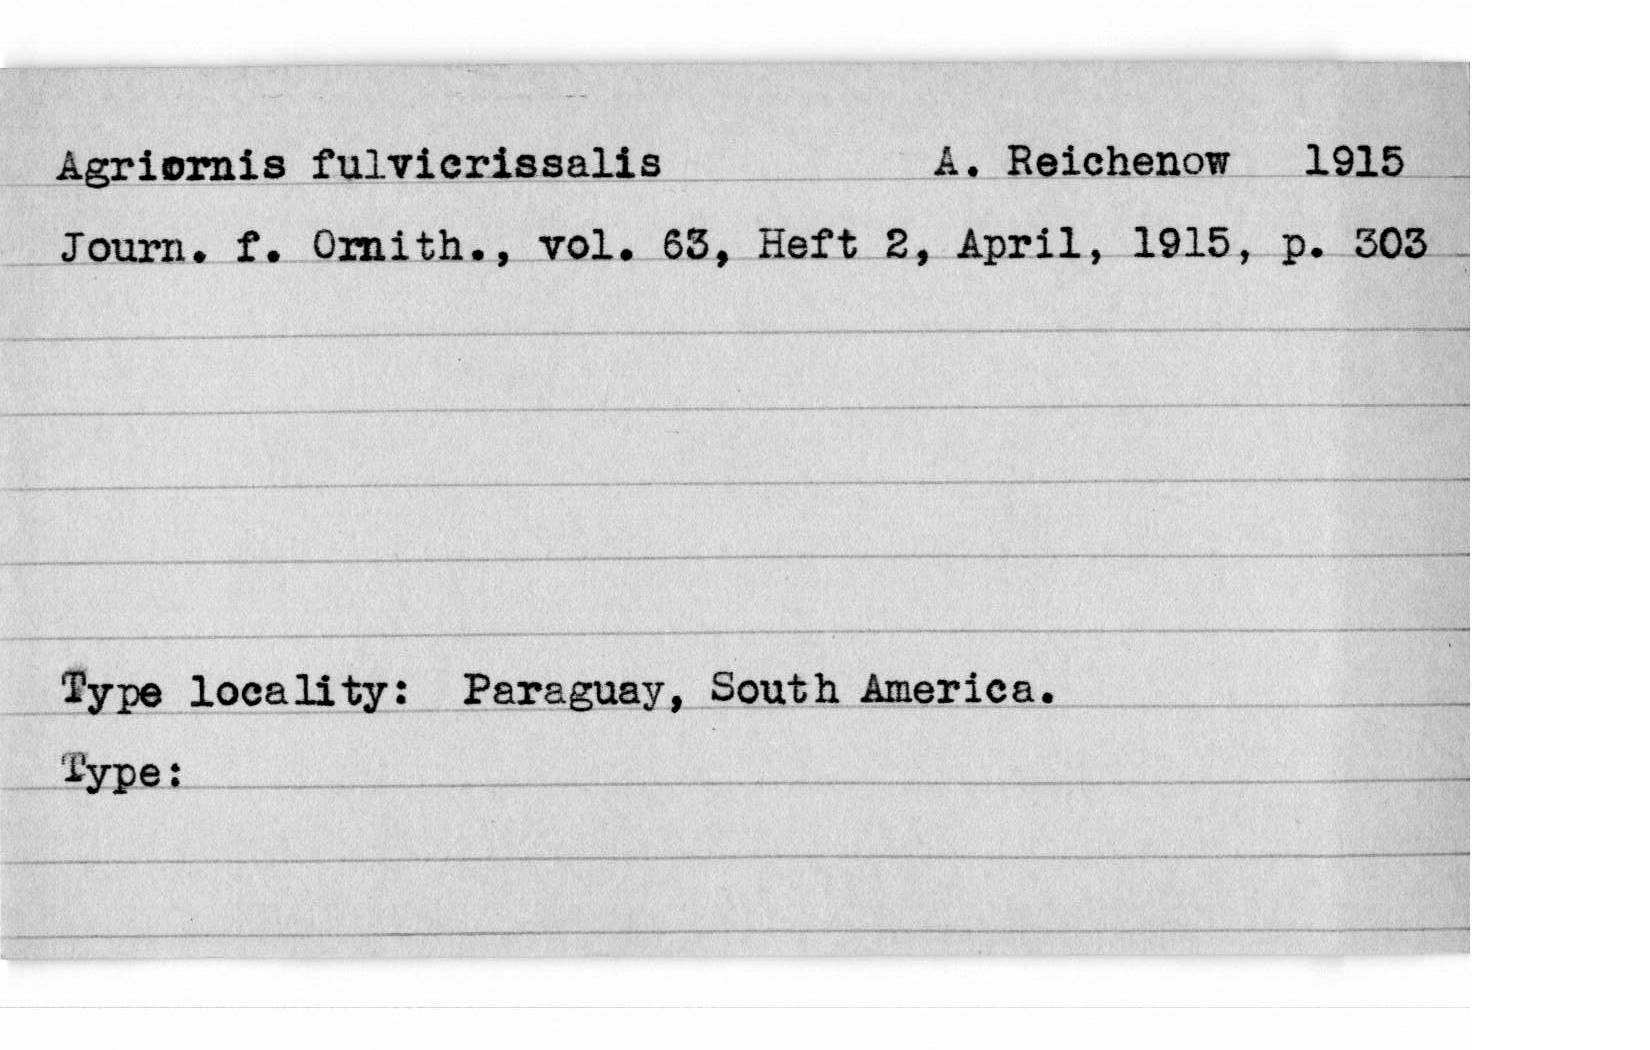 Agriornis fulvicrissalis A. Reichenow 1915
Journ. f. Ornith., vol. 63, Heft 2, April, 1915, p. 303
Type locality: Paraguay, South America.
Type: